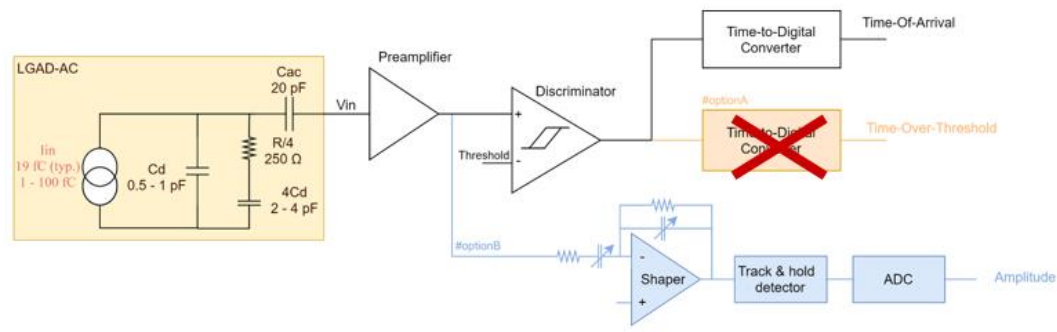 LGAD-AC
Cac
20 pF
R/4
250 Ω
Iin
19 fC (typ.)
1 - 100 fC
Cd
0.5 - 1 pF
4Cd
2 - 4 pF
Vin
Preamplifier
Discriminator
+
Threshold
-
Time-to-Digital
Converter
Time-Of-Arrival
#optionA
Time-to-Digital
Converter
Time-Over-Threshold
#optionB
-
Shaper
+
Track & hold
detector
ADC
Amplitude